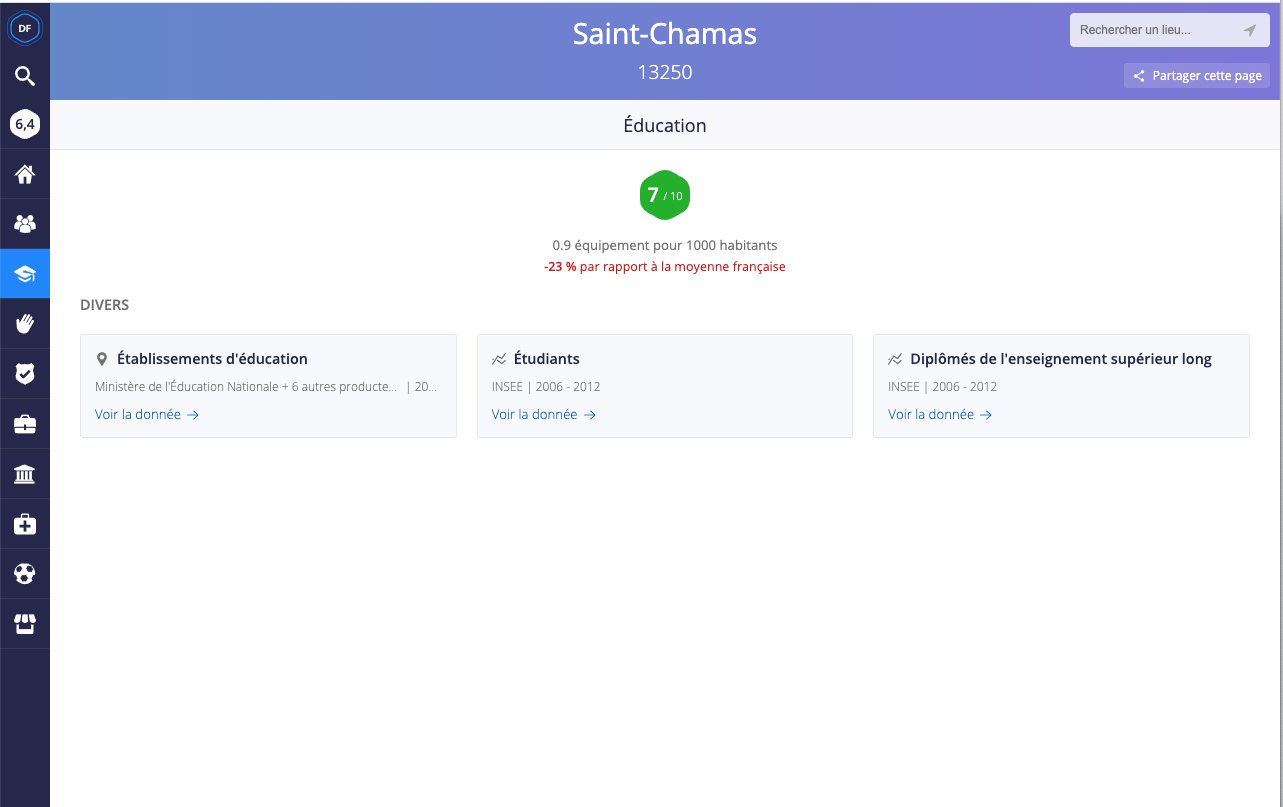 DF
Saint-Chamas
Rechercher un lieu...
13250
Partager cette page
6,4
Éducation
7 / 10
0.9 équipement pour 1000 habitants
-23 % par rapport à la moyenne française
DIVERS
Établissements d'éducation
Ministère de l'Éducation Nationale + 6 autres producte... | 20...
Voir la donnée →
Étudiants
INSEE | 2006 - 2012
Voir la donnée →
Diplômés de l'enseignement supérieur long
INSEE | 2006 - 2012
Voir la donnée →